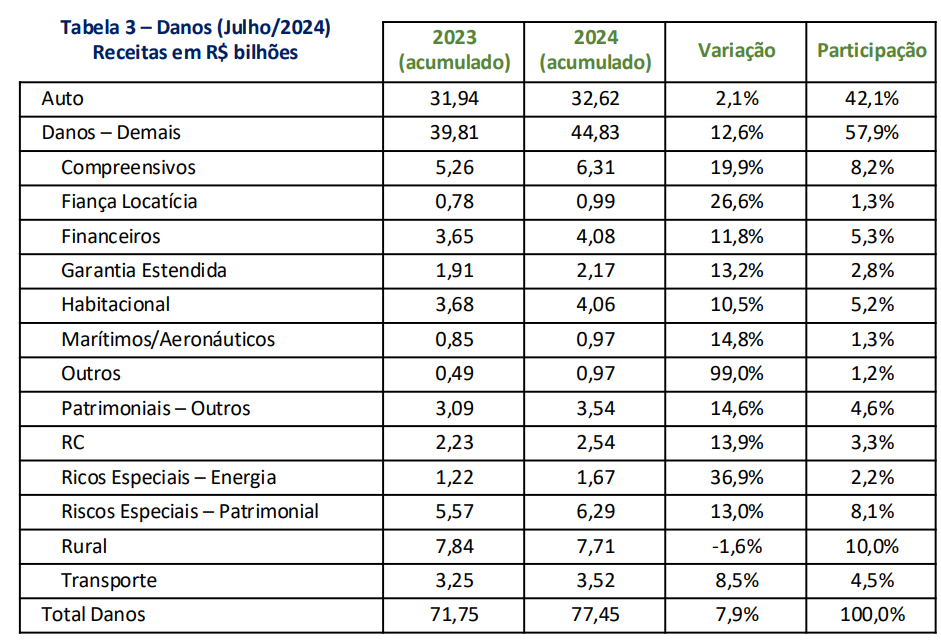 Tabela 3 – Danos (Julho/2024)
Receitas em R$ bilhões
2023 (acumulado) 2024 (acumulado) Variação Participação
Auto 31,94 32,62 2,1% 42,1%
Danos – Demais 39,81 44,83 12,6% 57,9%
Compreensivos 5,26 6,31 19,9% 8,2%
Fiança Locatícia 0,78 0,99 26,6% 1,3%
Financeiros 3,65 4,08 11,8% 5,3%
Garantia Estendida 1,91 2,17 13,2% 2,8%
Habitacional 3,68 4,06 10,5% 5,2%
Marítimos/Aeronáuticos 0,85 0,97 14,8% 1,3%
Outros 0,49 0,97 99,0% 1,2%
Patrimoniais – Outros 3,09 3,54 14,6% 4,6%
RC 2,23 2,54 13,9% 3,3%
Ricos Especiais – Energia 1,22 1,67 36,9% 2,2%
Riscos Especiais – Patrimonial 5,57 6,29 13,0% 8,1%
Rural 7,84 7,71 -1,6% 10,0%
Transporte 3,25 3,52 8,5% 4,5%
Total Danos 71,75 77,45 7,9% 100,0%